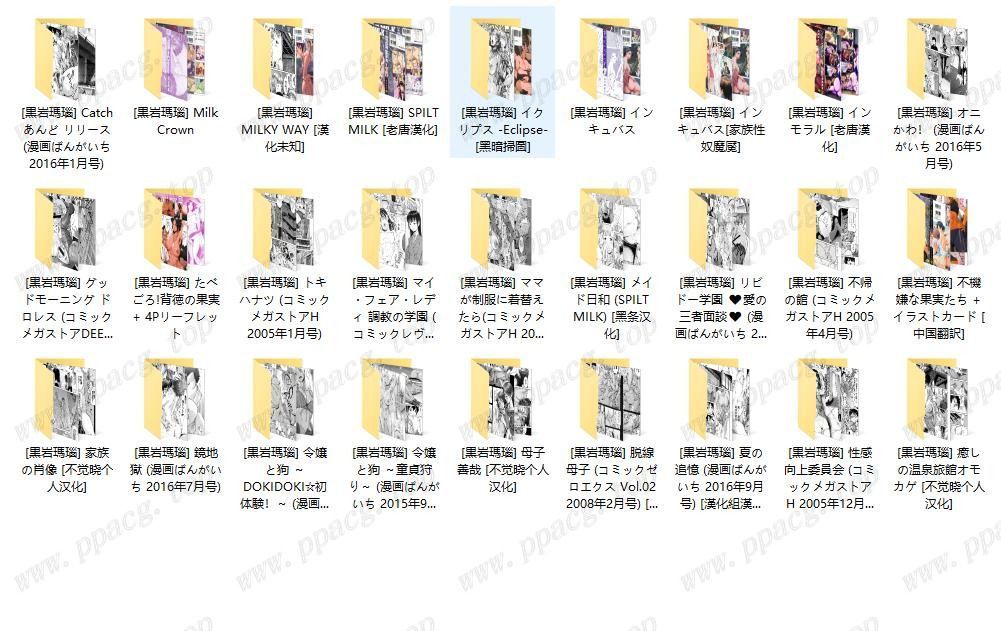 [黒岩瑪瑙] Catch
あんど リリース
(漫画ばんがいち
2016年1月号)
[黒岩瑪瑙] Milk
Crown
[黒岩瑪瑙]
MILKY WAY [漢
化未知]
[黒岩瑪瑙] SPILT
MILK [老唐漢化]
[黒岩瑪瑙] イク
リプス -Eclipse-
[黑暗掃圕]
[黒岩瑪瑙] イン
キュバス
[黒岩瑪瑙] イン
キュバス[家族性
奴魔魘]
[黒岩瑪瑙] イン
モラル [老唐漢
化]
[黒岩瑪瑙] オニ
かわ! (漫画ばん
がいち 2016年5
月号)
[黒岩瑪瑙] グッ
ドモーニング ド
ロレス (コミック
メガストアDEE...
[黒岩瑪瑙] たべ
ごろ!背徳の果実
+ 4Pリーフレッ
ト
[黒岩瑪瑙] トキ
ハナツ (コミック
メガストアH
2005年1月号)
[黒岩瑪瑙] マイ
・フェア・レデ
ィ 調教の学園 (
コミックレヴ...
[黒岩瑪瑙] ママ
が制服に着替え
たら(コミックメ
ガストアH 20...
[黒岩瑪瑙] メイ
ド日和 (SPILT
MILK) [黑条汉
化]
[黒岩瑪瑙] リビ
ドー学園 ♥愛の
三者面談♥ (漫
画ばんがいち 2...
[黒岩瑪瑙] 不帰
の館 (コミックメ
ガストアH 2005
年4月号)
[黒岩瑪瑙] 不機
嫌な果実たち +
イラストカード [
中国翻訳]
[黒岩瑪瑙] 家族
の肖像 [不觉晓个
人汉化]
[黒岩瑪瑙] 鏡地
獄 (漫画ばんがい
ち 2016年7月号)
[黒岩瑪瑙] 令嬢
と狗 ～
DOKIDOKI☆初
体験! ～ (漫画...
[黒岩瑪瑙] 令嬢
と狗 ～童貞狩
り～ (漫画ばんが
いち 2015年9...
[黒岩瑪瑙] 母子
善哉 [不觉晓个人
汉化]
[黒岩瑪瑙] 脱線
母子 (コミックゼ
ロエクス Vol.02
2008年2月号) [...
[黒岩瑪瑙] 夏の
追憶 (漫画ばんが
いち 2016年9月
号) [漢化組漢...
[黒岩瑪瑙] 性感
向上委員会 (コミ
ックメガストア
H 2005年12月...
[黒岩瑪瑙] 癒し
の温泉旅館オモ
カゲ [不觉晓个人
汉化]
www.ppacg.top